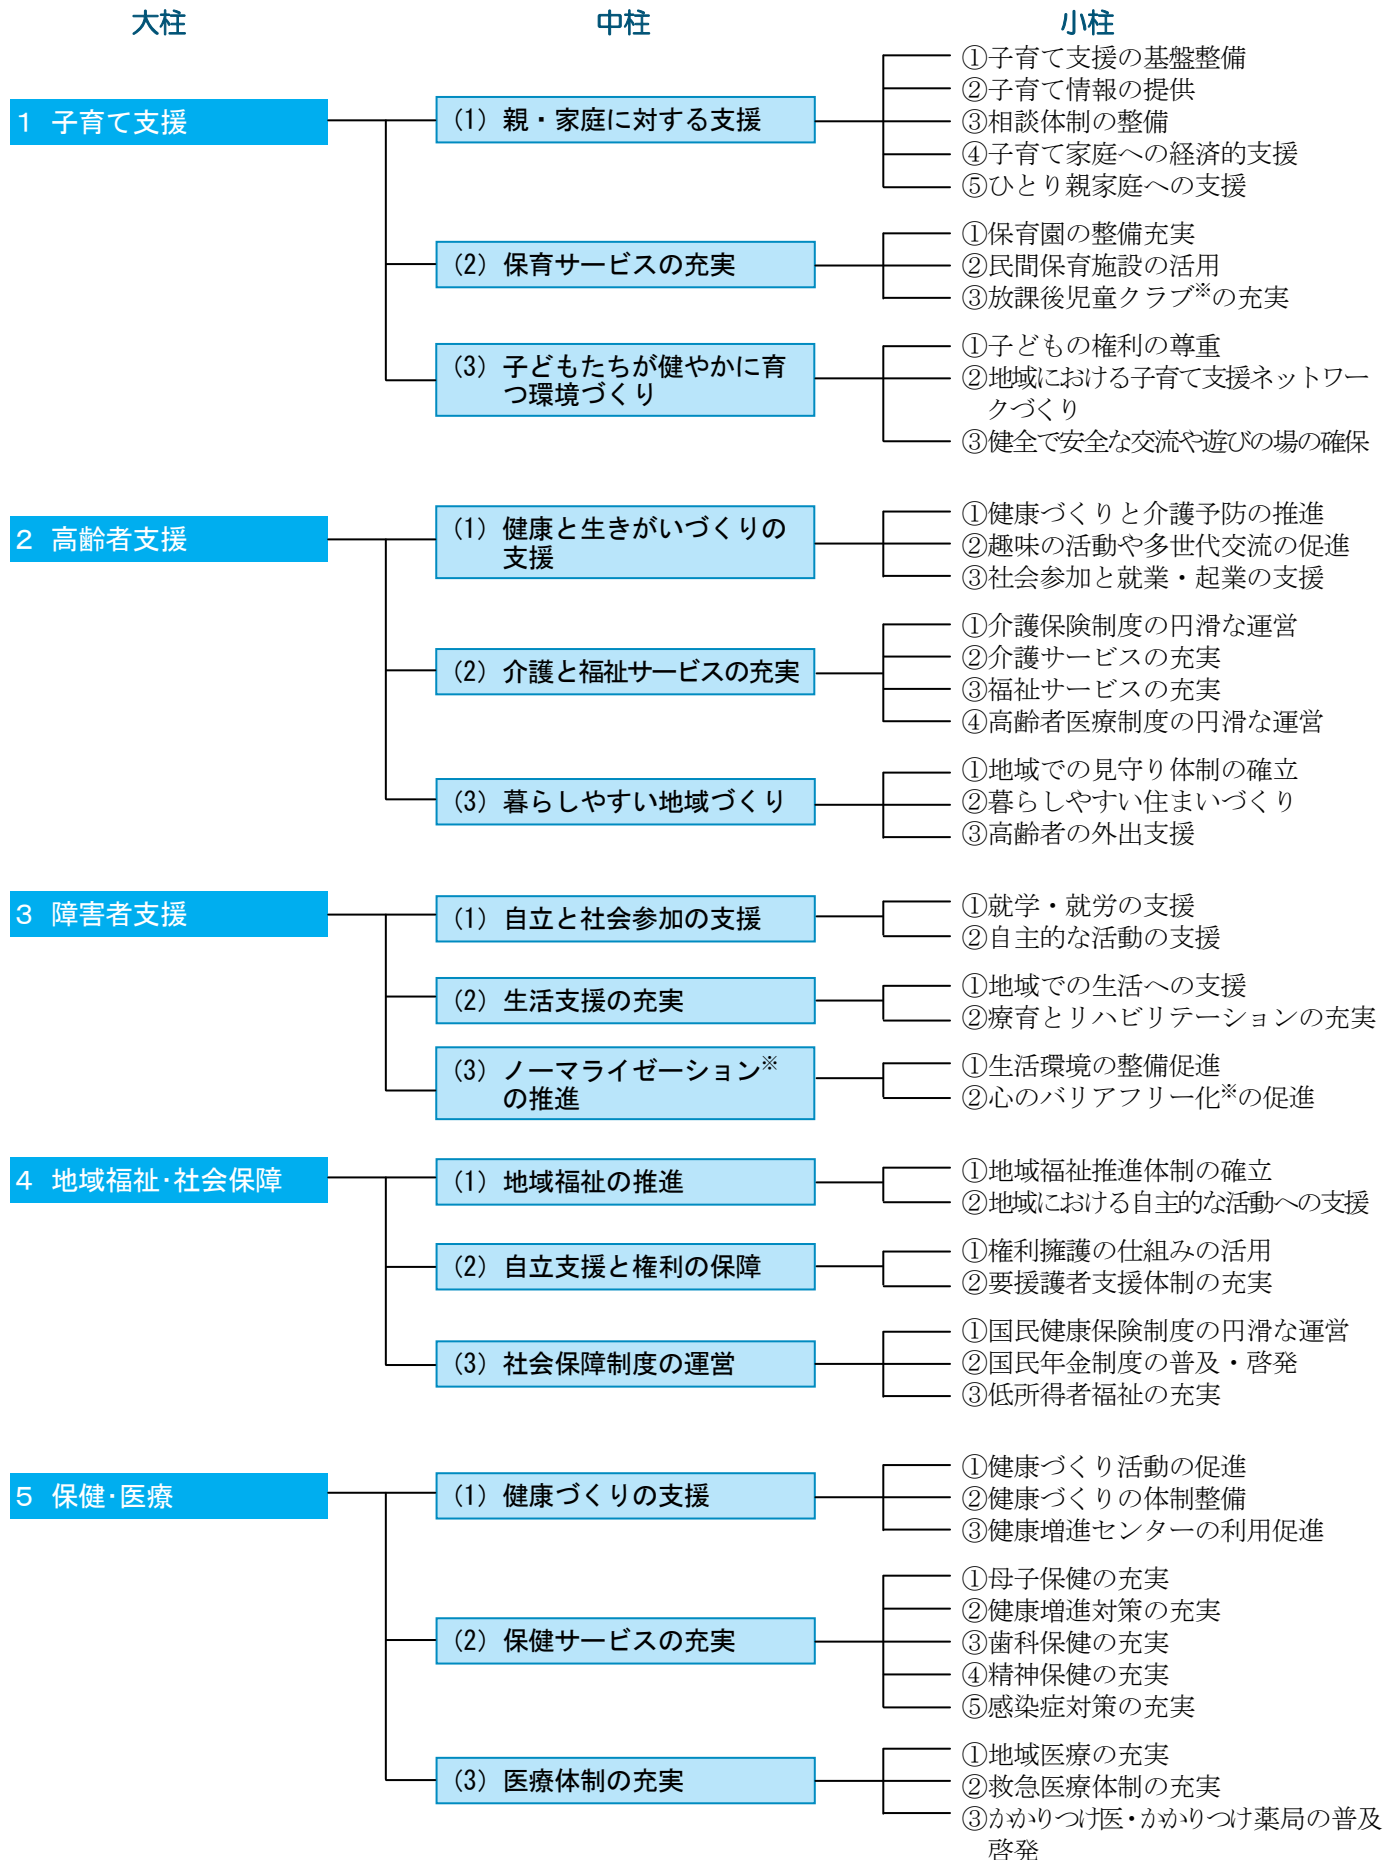 大柱 中柱 小柱
1 子育て支援
(1) 親・家庭に対する支援
①子育て支援の基盤整備
②子育て情報の提供
③相談体制の整備
④子育て家庭への経済的支援
⑤ひとり親家庭への支援
(2) 保育サービスの充実
①保育園の整備充実
②民間保育施設の活用
③放課後児童クラブ※の充実
(3) 子どもたちが健やかに育
つ環境づくり
①子どもの権利の尊重
②地域における子育て支援ネットワー
クづくり
③健全で安全な交流や遊びの場の確保
2 高齢者支援
(1) 健康と生きがいづくりの
支援
①健康づくりと介護予防の推進
②趣味の活動や多世代交流の促進
③社会参加と就業・起業の支援
(2) 介護と福祉サービスの充実
①介護保険制度の円滑な運営
②介護サービスの充実
③福祉サービスの充実
④高齢者医療制度の円滑な運営
(3) 暮らしやすい地域づくり
①地域での見守り体制の確立
②暮らしやすい住まいづくり
③高齢者の外出支援
3 障害者支援
(1) 自立と社会参加の支援
①就学・就労の支援
②自主的な活動の支援
(2) 生活支援の充実
①地域での生活への支援
②療育とリハビリテーションの充実
(3) ノーマライゼーション※
の推進
①生活環境の整備促進
②心のバリアフリー化※の促進
4 地域福祉・社会保障
(1) 地域福祉の推進
①地域福祉推進体制の確立
②地域における自主的な活動への支援
(2) 自立支援と権利の保障
①権利擁護の仕組みの活用
②要援護者支援体制の充実
(3) 社会保障制度の運営
①国民健康保険制度の円滑な運営
②国民年金制度の普及・啓発
③低所得者福祉の充実
5 保健・医療
(1) 健康づくりの支援
①健康づくり活動の促進
②健康づくりの体制整備
③健康増進センターの利用促進
(2) 保健サービスの充実
①母子保健の充実
②健康増進対策の充実
③歯科保健の充実
④精神保健の充実
⑤感染症対策の充実
(3) 医療体制の充実
①地域医療の充実
②救急医療体制の充実
③かかりつけ医・かかりつけ薬局の普及
啓発